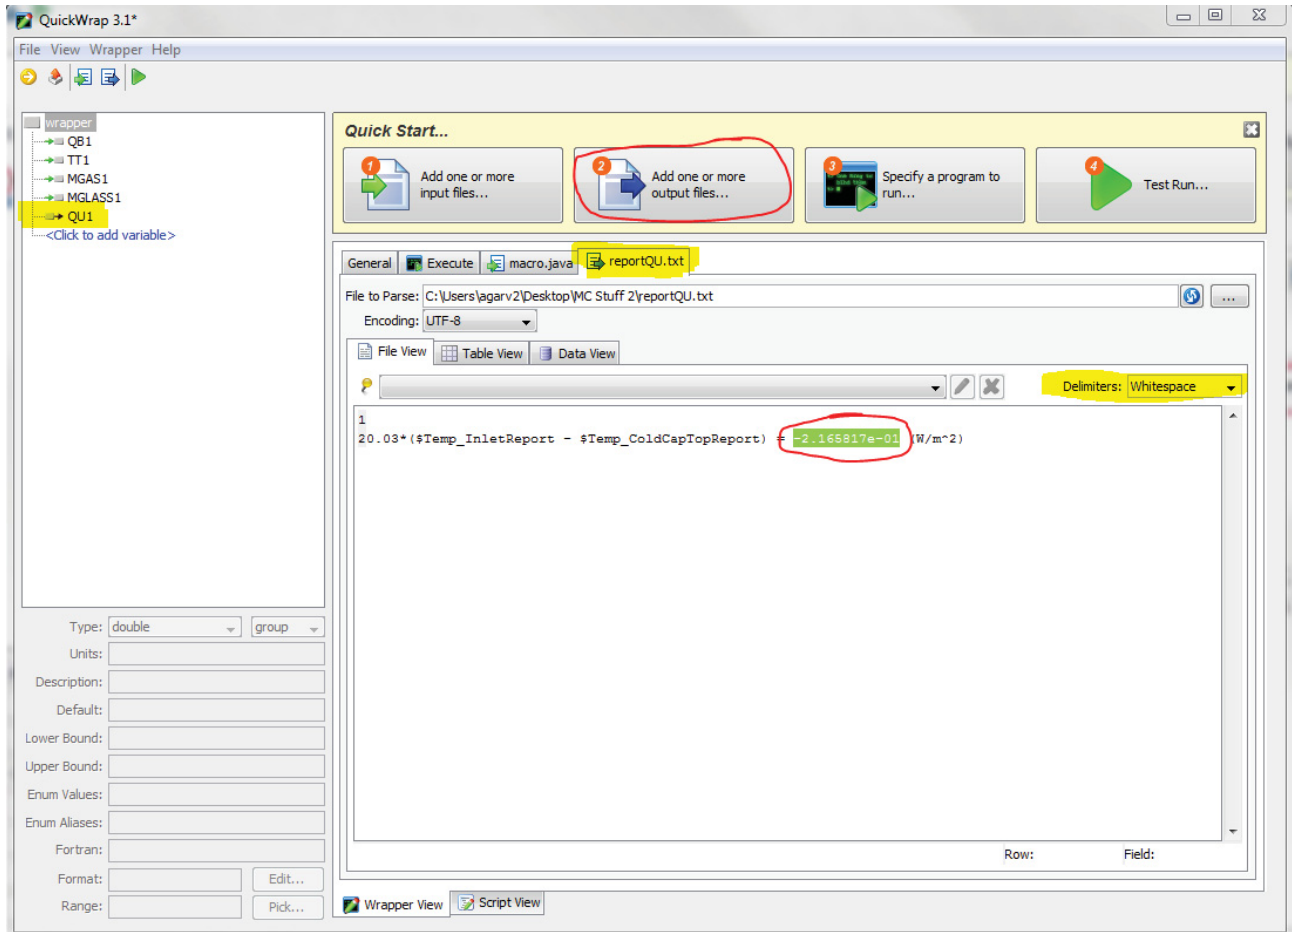 QuickWrap 3.1*
File View Wrapper Help
wrapper
QB1
TT1
MGAS1
MGLASS1
QU1
<Click to add variable>
Quick Start...
1
Add one or more
input files...
2
Add one or more
output files...
3
Specify a program to
run...
4
Test Run...
General Execute macro.java reportQU.txt
File to Parse: C:\Users\agarv2\Desktop\MC Stuff 2\reportQU.txt ...
Encoding: UTF-8
File View Table View Data View
Delimiters: Whitespace
1
20.03*($Temp_InletReport - $Temp_ColdCapTopReport) = -2.165817e-01 (W/m^2)
Row: Field:
Type: double group
Units:
Description:
Default:
Lower Bound:
Upper Bound:
Enum Values:
Enum Aliases:
Fortran:
Format: Edit...
Range: Pick...
Wrapper View Script View